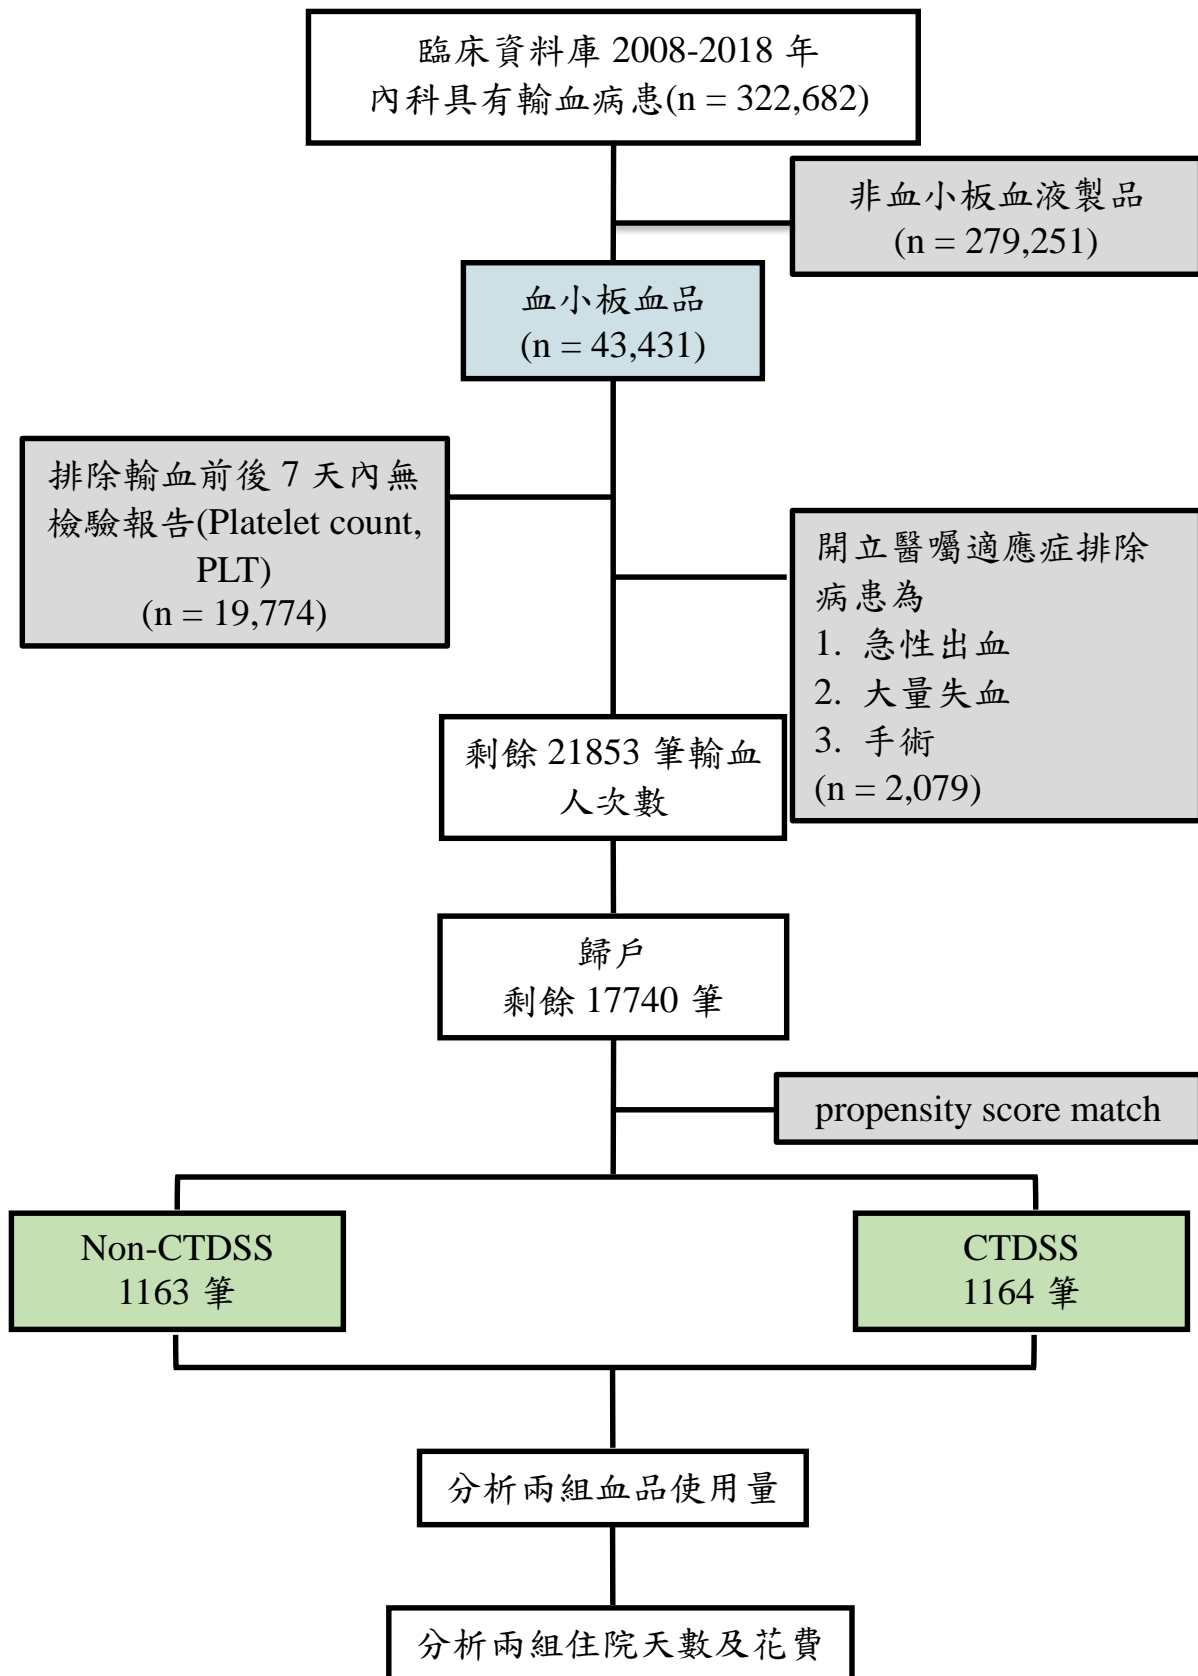 臨床資料庫 2008-2018 年
內科具有輸血病患(n = 322,682)
非血小板血液製品
(n = 279,251)
血小板血品
(n = 43,431)
排除輸血前後 7 天內無
檢驗報告(Platelet count,
PLT)
(n = 19,774)
開立醫囑適應症排除
病患為
1. 急性出血
2. 大量失血
3. 手術
(n = 2,079)
剩餘 21853 筆輸血
人次數
歸戶
剩餘 17740 筆
propensity score match
Non-CTDSS
1163 筆
CTDSS
1164 筆
分析兩組血品使用量
分析兩組住院天數及花費